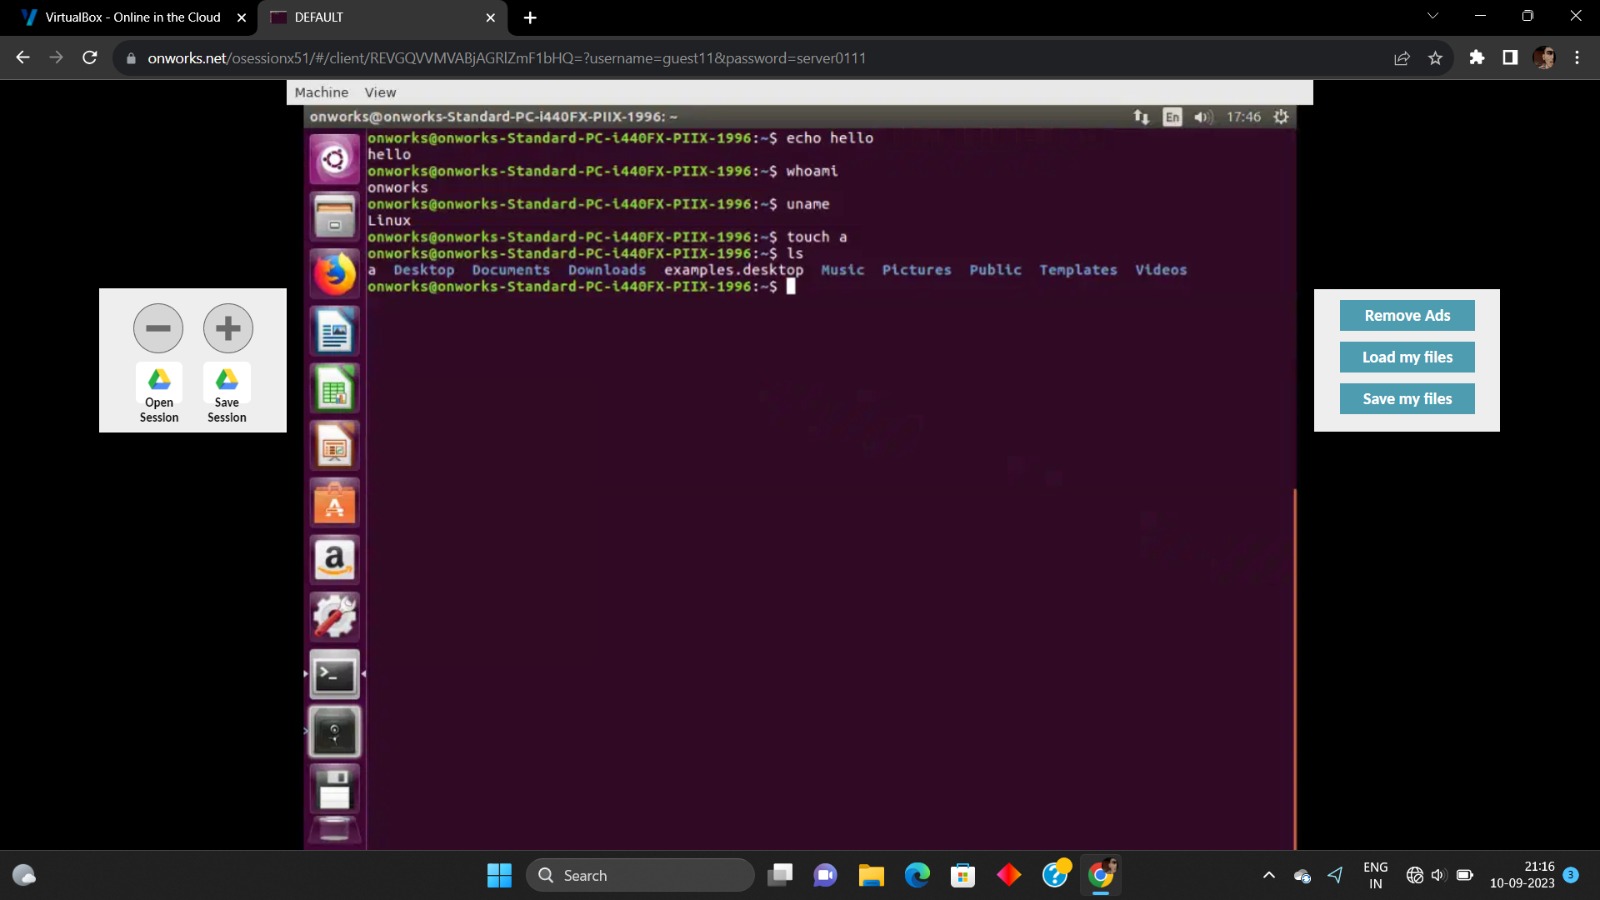 VirtualBox - Online in the Cloud
DEFAULT
onworks.net/osessionx51/#/client/REVGQVVMVABjAGRlZmF1bHQ=?username=guest11&password=server0111
Machine View
onworks@onworks-Standard-PC-i440FX-PIIX-1996: ~
En
17:46
onworks@onworks-Standard-PC-i440FX-PIIX-1996:~$ echo hello
hello
onworks@onworks-Standard-PC-i440FX-PIIX-1996:~$ whoami
onworks
onworks@onworks-Standard-PC-i440FX-PIIX-1996:~$ uname
Linux
onworks@onworks-Standard-PC-i440FX-PIIX-1996:~$ touch a
onworks@onworks-Standard-PC-i440FX-PIIX-1996:~$ ls
a Desktop Documents Downloads examples.desktop Music Pictures Public Templates Videos
onworks@onworks-Standard-PC-i440FX-PIIX-1996:~$
Open
Session
Save
Session
Remove Ads
Load my files
Save my files
Search
ENG
IN
21:16
10-09-2023
3